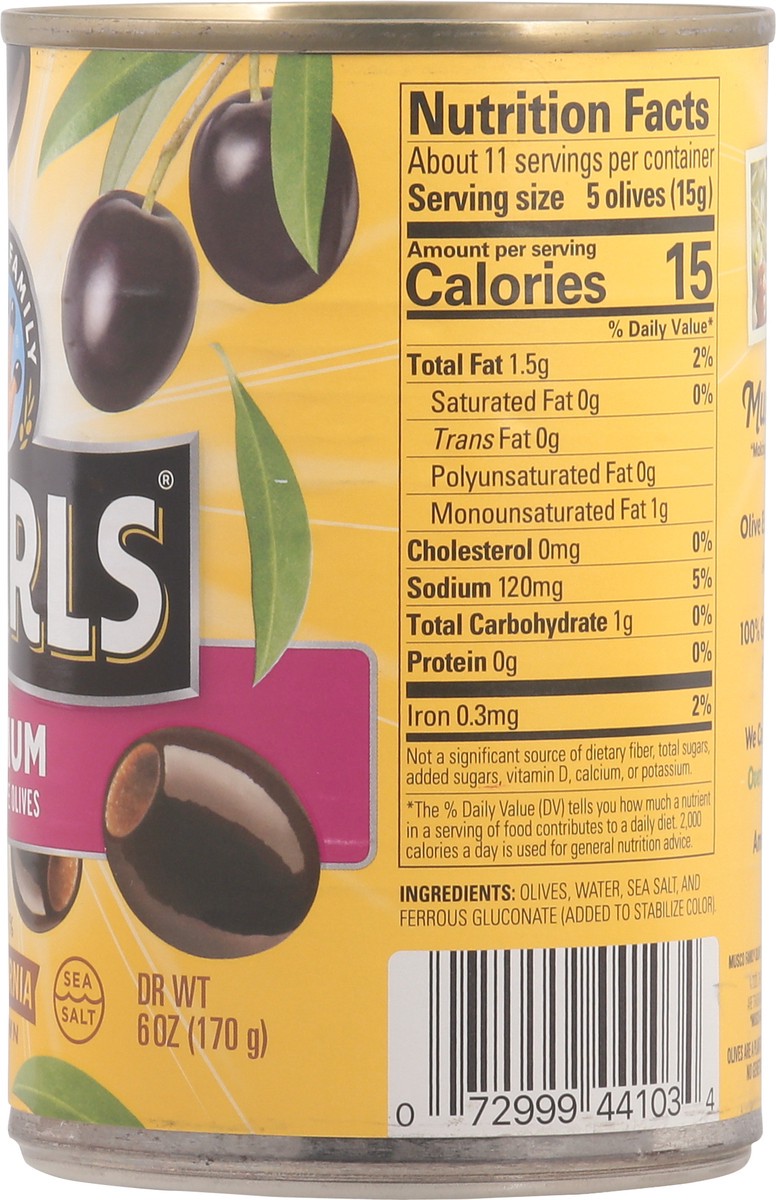 FAMILY
RLS®
UM
OLIVES
SEA
SALT
DR WT
6 OZ (170 g)
Nutrition Facts
About 11 servings per container
Serving size 5 olives (15g)
Amount per serving
Calories 15
% Daily Value*
Total Fat 1.5g 2%
Saturated Fat 0g 0%
Trans Fat 0g
Polyunsaturated Fat 0g
Monounsaturated Fat 1g
Cholesterol 0mg 0%
Sodium 120mg 5%
Total Carbohydrate 1g 0%
Protein 0g 0%
Iron 0.3mg 2%
Not a significant source of dietary fiber, total sugars,
added sugars, vitamin D, calcium, or potassium.
*The % Daily Value (DV) tells you how much a nutrient
in a serving of food contributes to a daily diet. 2,000
calories a day is used for general nutrition advice.
INGREDIENTS: OLIVES, WATER, SEA SALT, AND
FERROUS GLUCONATE (ADDED TO STABILIZE COLOR).
0 72999 44103 4
Olive
100%
We